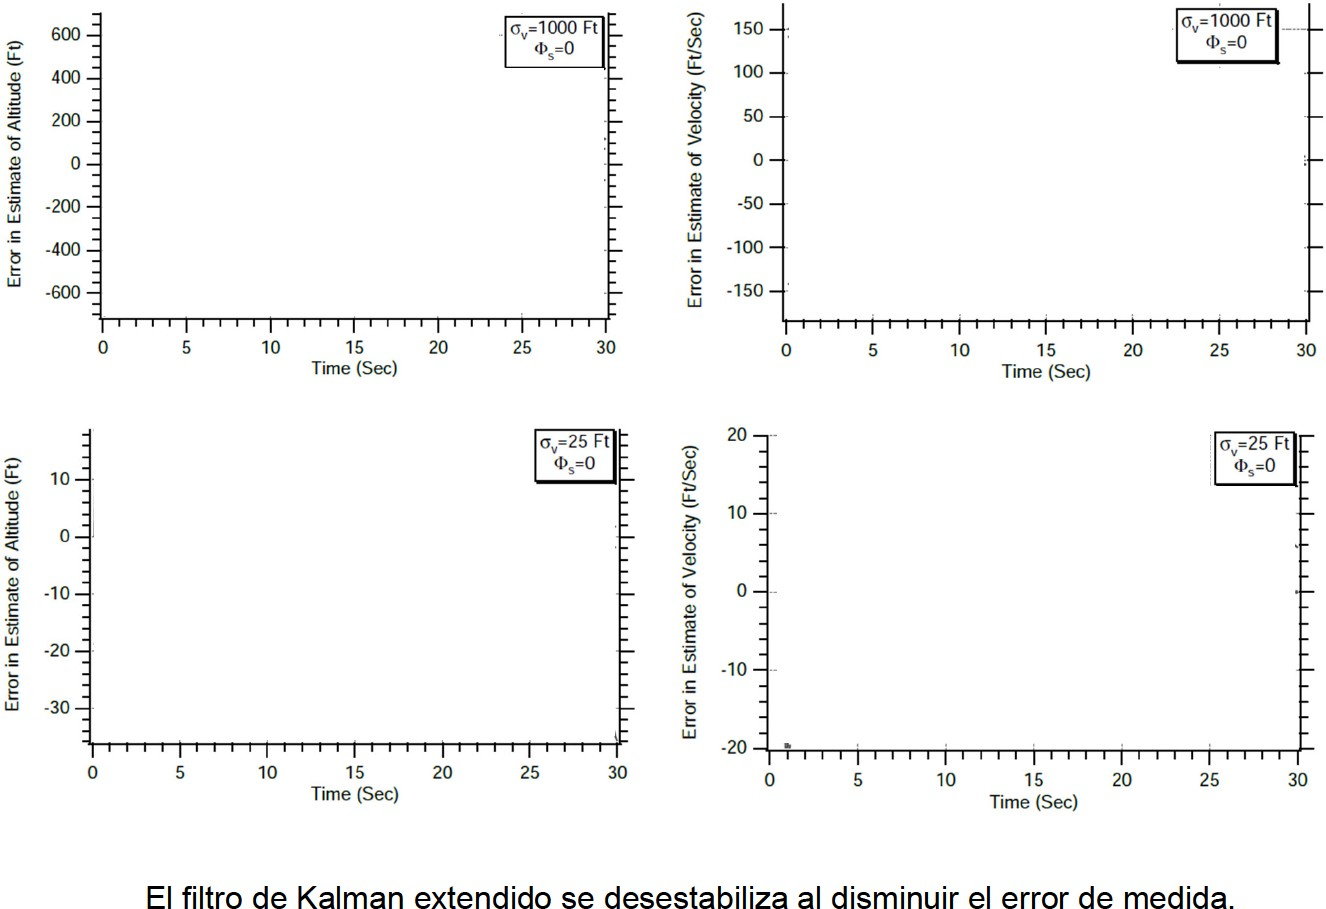 Error in Estimate of Altitude (Ft)
600
400
200
0
-200
-400
-600
σv=1000 Ft
Φs=0
0 5 10 15 20 25 30
Time (Sec)
Error in Estimate of Velocity (Ft/Sec)
150
100
50
0
-50
-100
-150
σv=1000 Ft
Φs=0
0 5 10 15 20 25 30
Time (Sec)
Error in Estimate of Altitude (Ft)
10
0
-10
-20
-30
σv=25 Ft
Φs=0
0 5 10 15 20 25 30
Time (Sec)
Error in Estimate of Velocity (Ft/Sec)
20
10
0
-10
-20
σv=25 Ft
Φs=0
0 5 10 15 20 25 30
Time (Sec)
El filtro de Kalman extendido se desestabiliza al disminuir el error de medida.